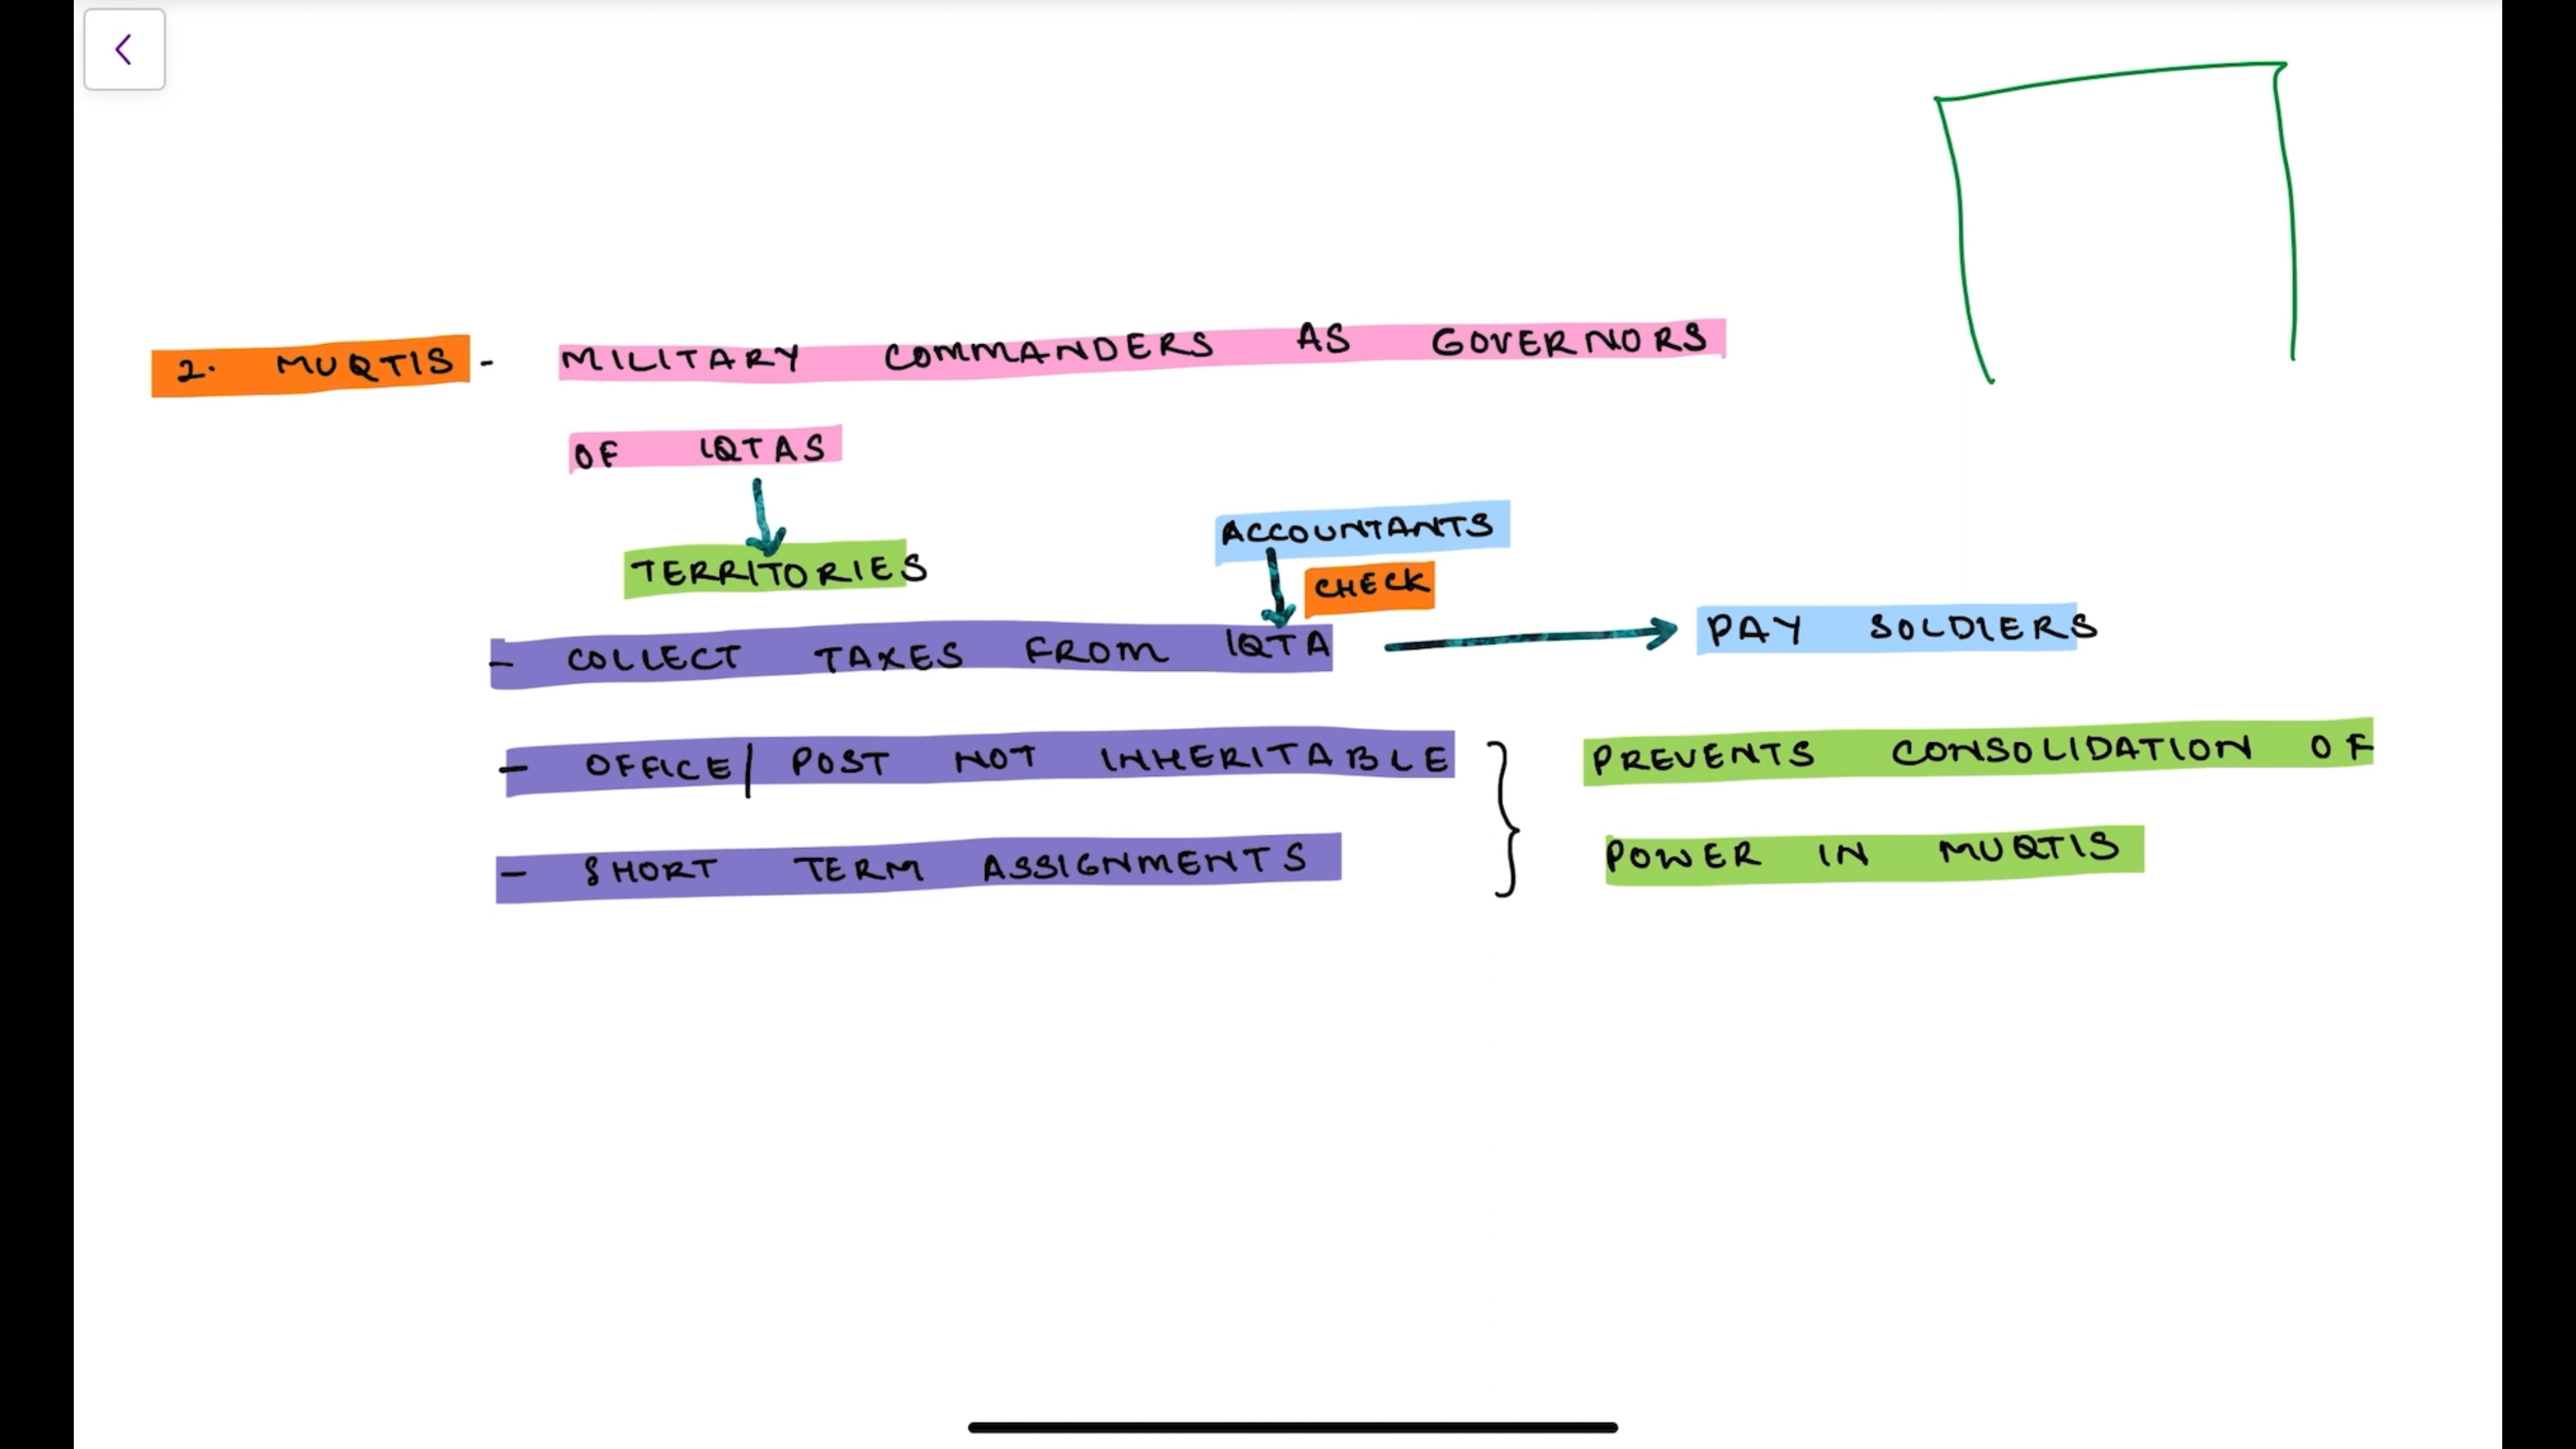 2. MUQTIS - MILITARY COMMANDERS AS GOVERNORS
OF IQTAS
TERRITORIES
ACCOUNTANTS
CHECK
- COLLECT TAXES FROM IQTA
PAY SOLDIERS
- OFFICE/ POST NOT INHERITABLE
PREVENTS CONSOLIDATION OF
- SHORT TERM ASSIGNMENTS
POWER IN MUQTIS